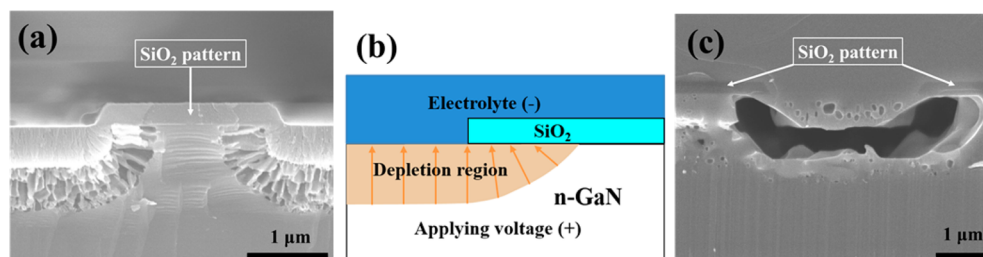 (a)
SiO₂ pattern
1 μm
(b)
Electrolyte (-)
SiO₂
Depletion region
n-GaN
Applying voltage (+)
(c)
SiO₂ pattern
1 μm